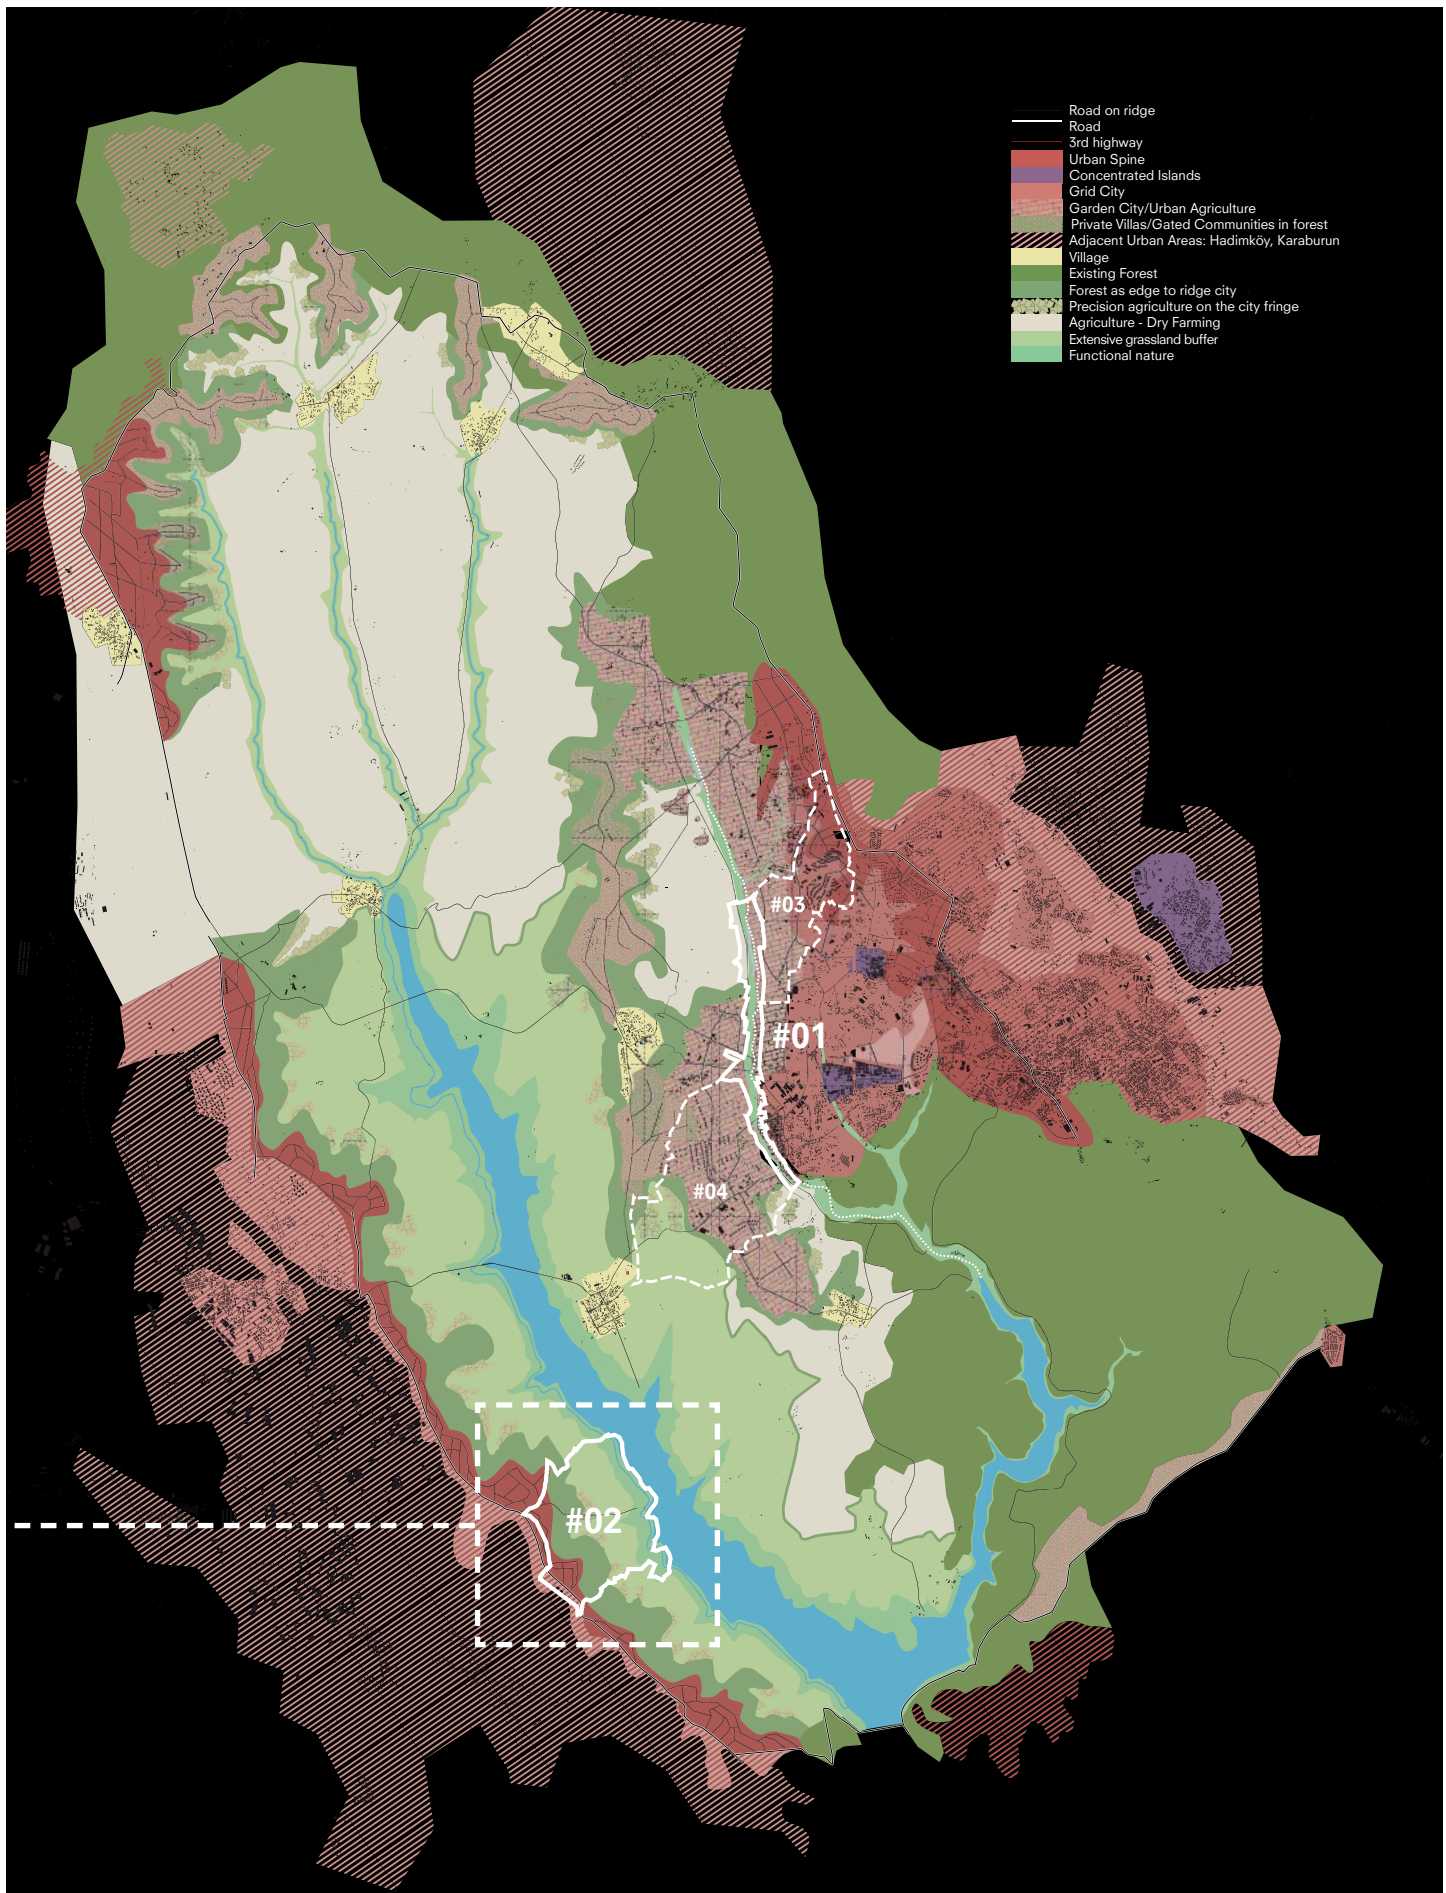 Road on ridge
Road
3rd highway
Urban Spine
Concentrated Islands
Grid City
Garden City/Urban Agriculture
Private Villas/Gated Communities in forest
Adjacent Urban Areas: Hadimköy, Karaburun
Village
Existing Forest
Forest as edge to ridge city
Precision agriculture on the city fringe
Agriculture - Dry Farming
Extensive grassland buffer
Functional nature
#03
#01
#04
#02